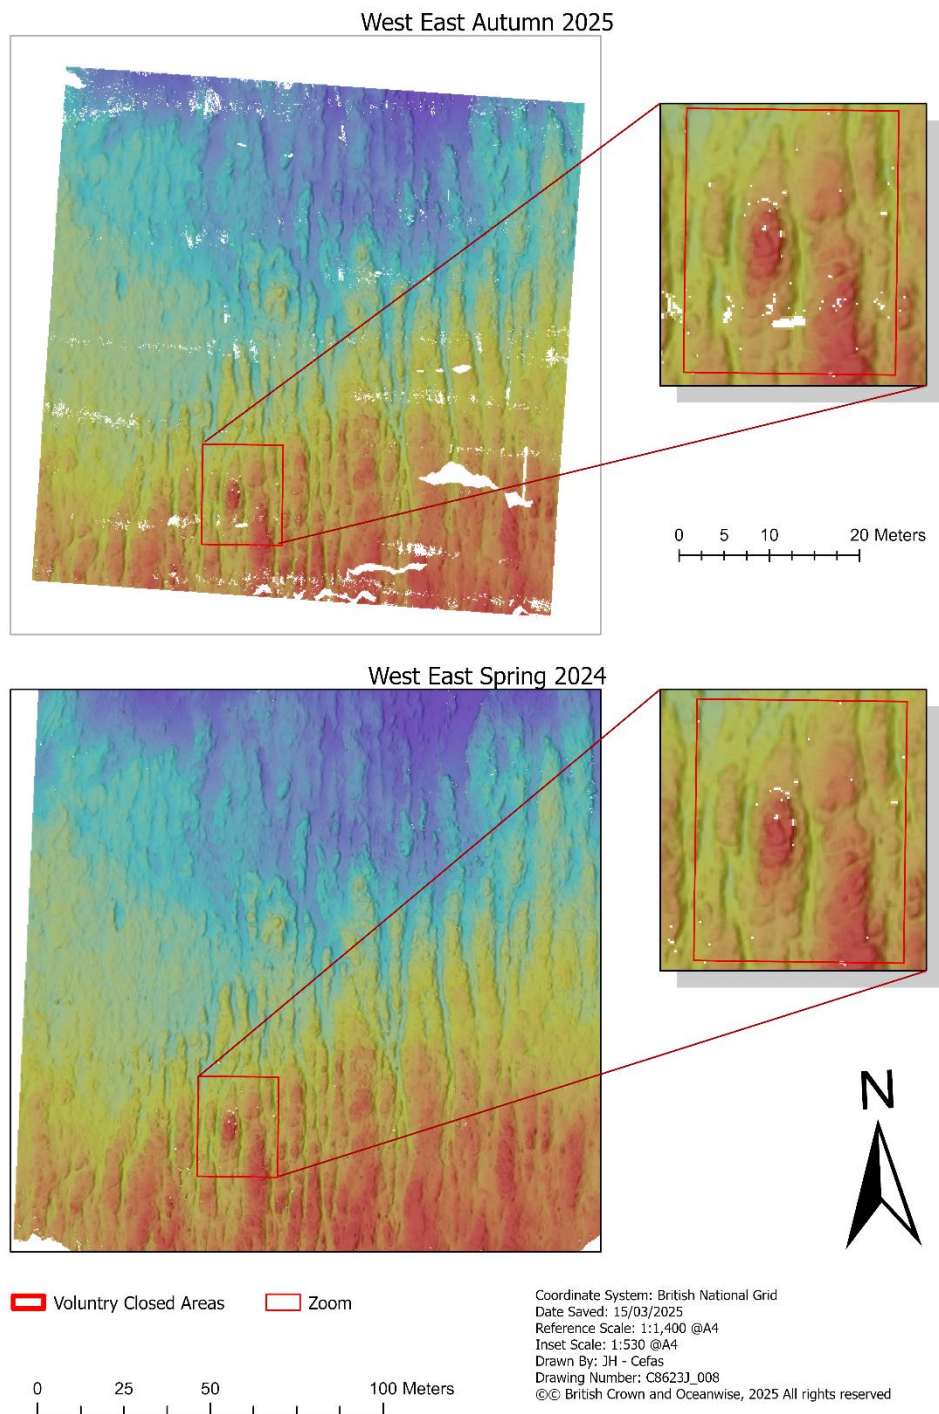 West East Autumn 2025
0 5 10 20 Meters
West East Spring 2024
N
Voluntry Closed Areas
Zoom
Coordinate System: British National Grid
Date Saved: 15/03/2025
Reference Scale: 1:1,400 @A4
Inset Scale: 1:530 @A4
Drawn By: JH - Cefas
Drawing Number: C8623J_008
©© British Crown and Oceanwise, 2025 All rights reserved
0 25 50 100 Meters